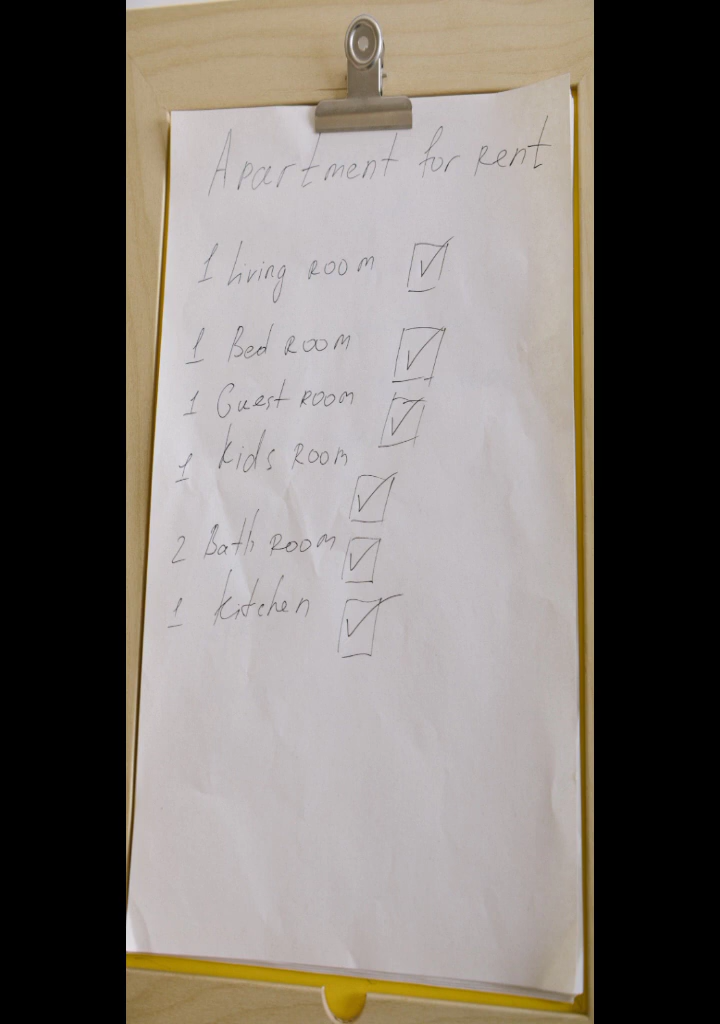 Apartment for Rent
1 Living Room ☑
1 Bed Room ☑
1 Guest Room ☑
1 Kids Room ☑
2 Bath Room ☑
1 Kitchen ☑